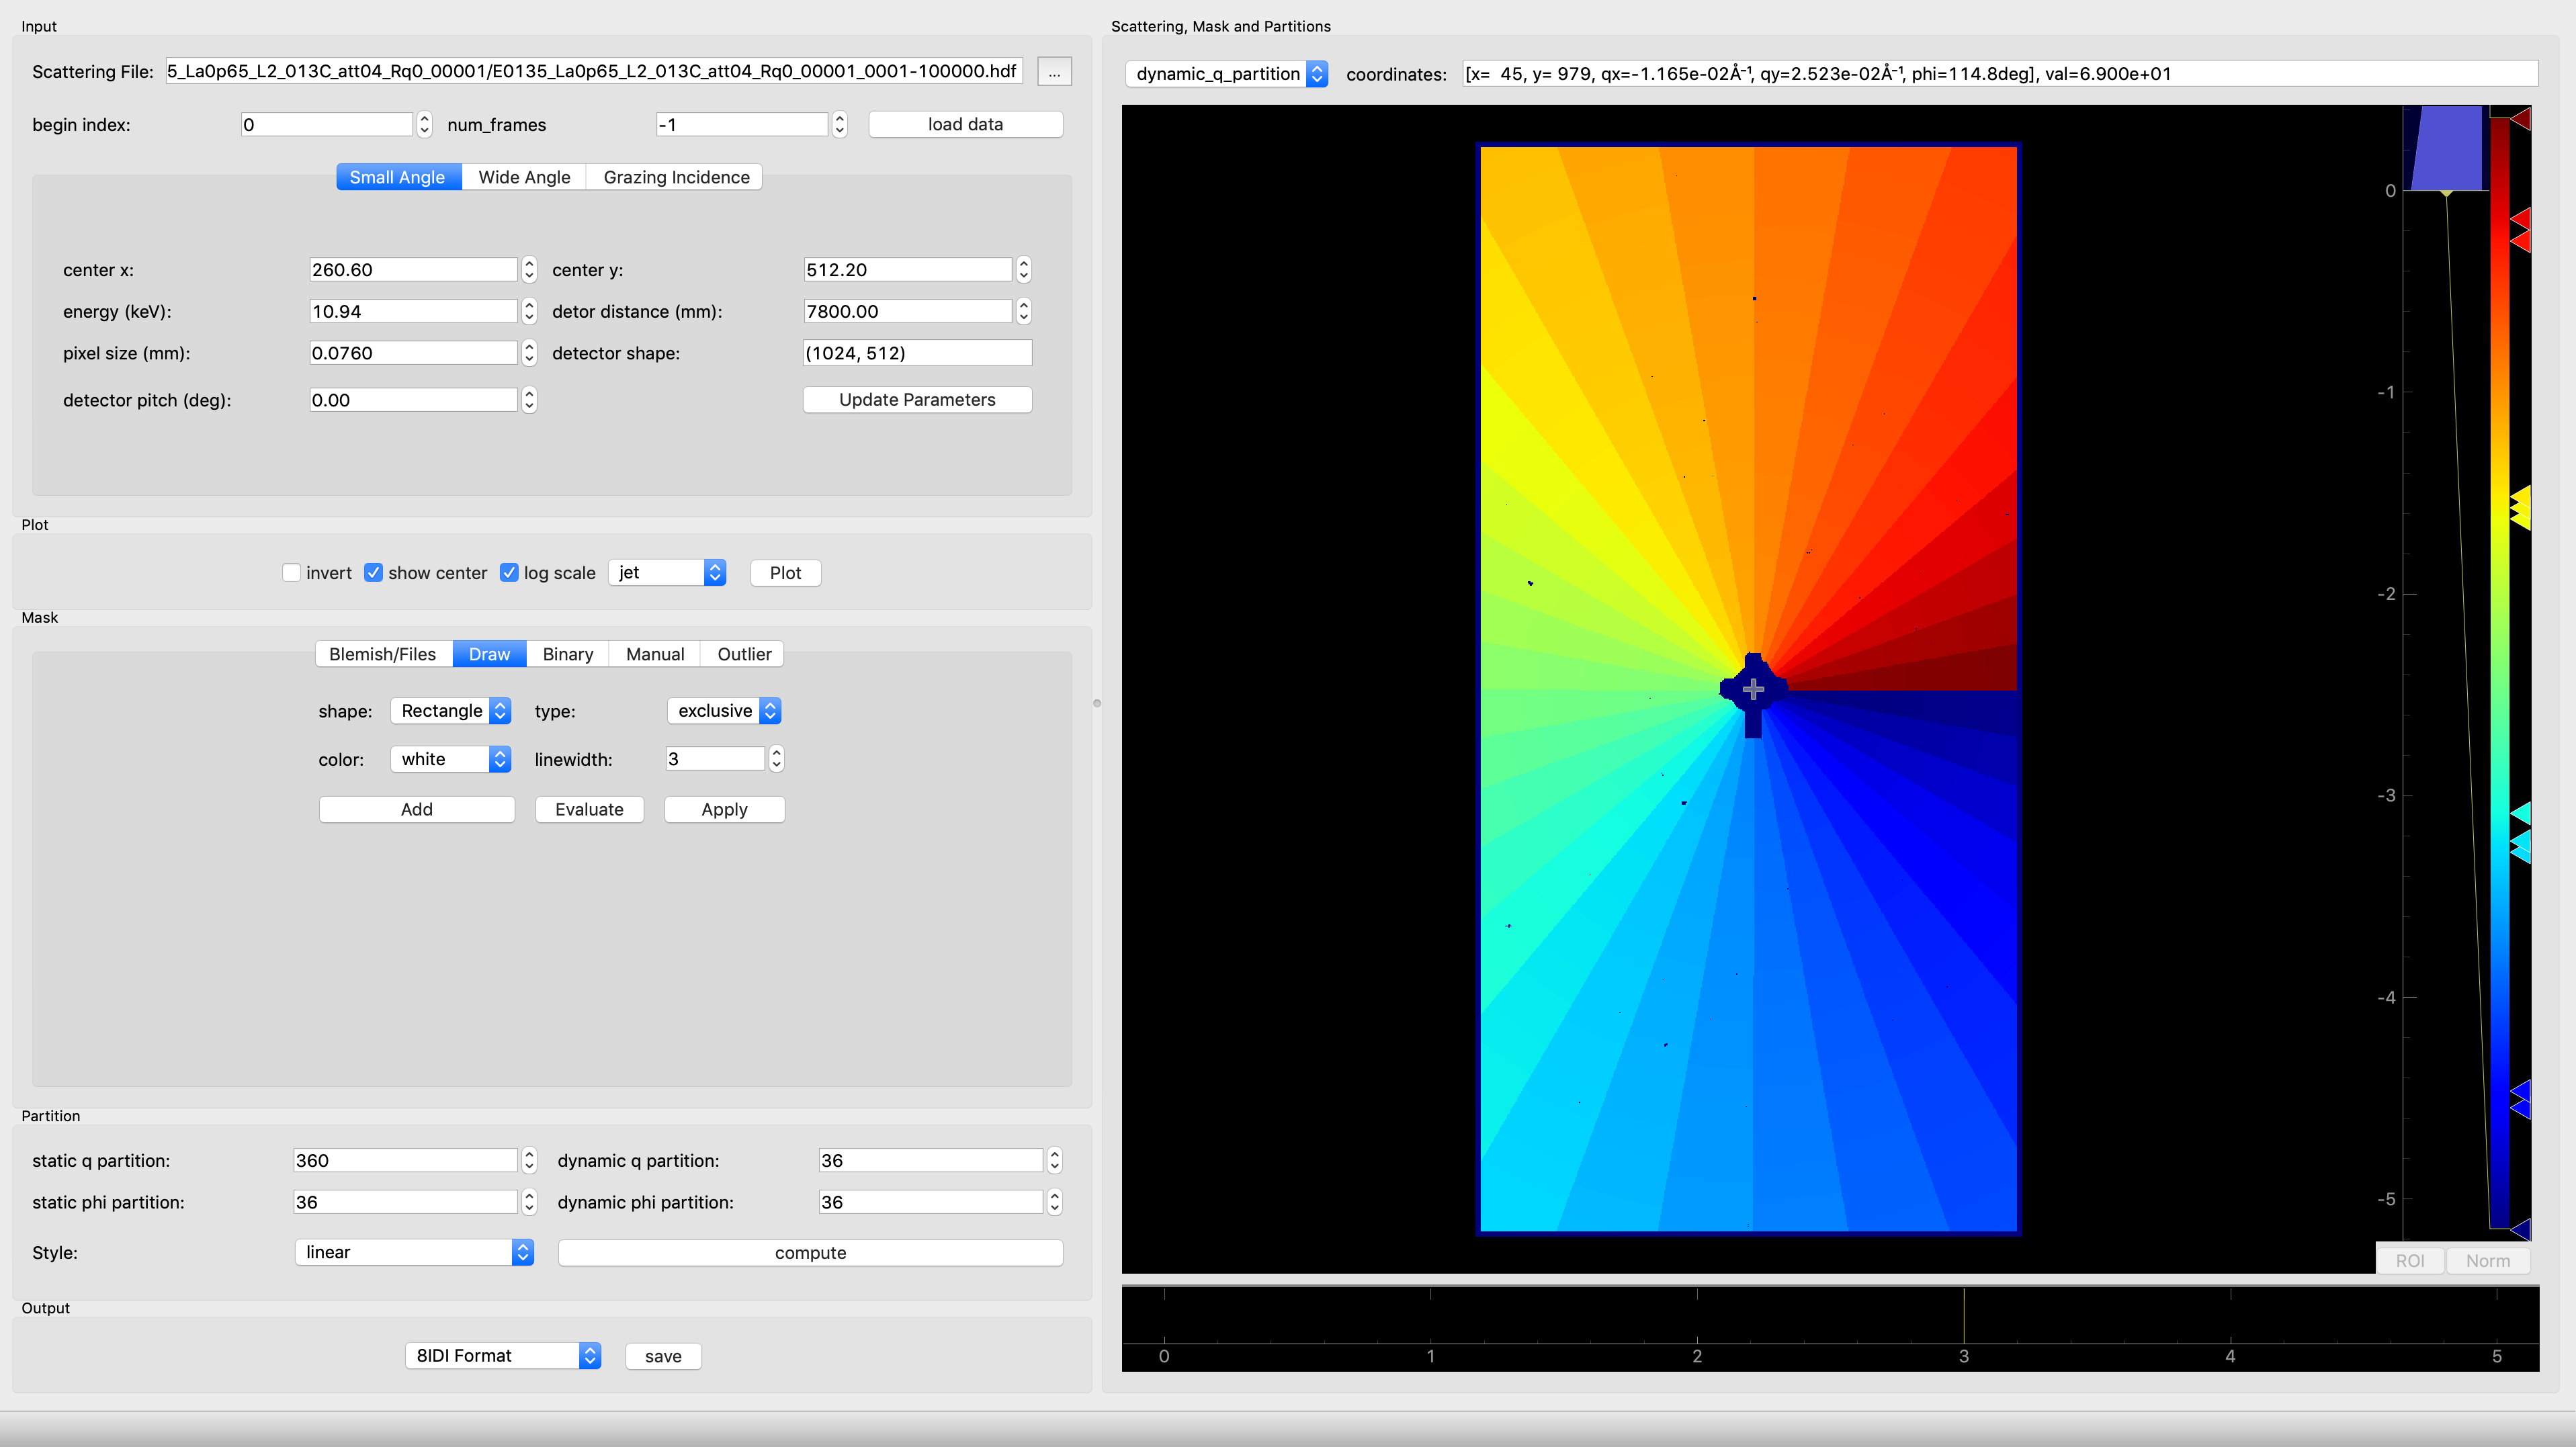 Input
Scattering File: 5_La0p65_L2_013C_att04_Rq0_00001/E0135_La0p65_L2_013C_att04_Rq0_00001_0001-100000.hdf ...
begin index: 0 num_frames -1 load data
Small Angle Wide Angle Grazing Incidence
center x: 260.60 center y: 512.20
energy (keV): 10.94 detor distance (mm): 7800.00
pixel size (mm): 0.0760 detector shape: (1024, 512)
detector pitch (deg): 0.00 Update Parameters
Plot
invert show center log scale jet Plot
Mask
Blemish/Files Draw Binary Manual Outlier
shape: Rectangle type: exclusive
color: white linewidth: 3
Add Evaluate Apply
Partition
static q partition: 360 dynamic q partition: 36
static phi partition: 36 dynamic phi partition: 36
Style: linear compute
Output
8IDI Format save
Scattering, Mask and Partitions
dynamic_q_partition coordinates: [x=  45, y= 979, qx=-1.165e-02Å⁻¹, qy=2.523e-02Å⁻¹, phi=114.8deg], val=6.900e+01
0
-1
-2
-3
-4
-5
ROI Norm
0 1 2 3 4 5